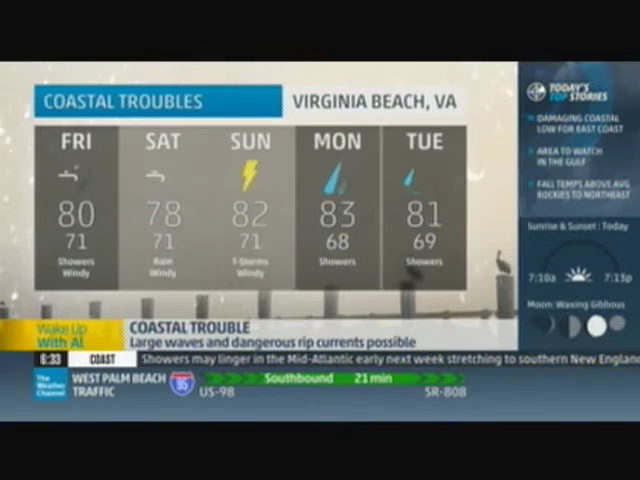 COASTAL TROUBLES
VIRGINIA BEACH, VA
FRI SAT SUN MON TUE
80 78 82 83 81
71 71 71 68 69
Showers Rain T-Storms Showers Showers
Windy Windy Windy
TODAY'S
TOP STORIES
DAMAGING COASTAL
LOW FOR EAST COAST
AREA TO WATCH
IN THE GULF
FALL TEMPS ABOVE AVG
ROCKIES TO NORTHEAST
Sunrise & Sunset: Today
7:10a 7:13p
Moon: Waxing Gibbous
Wake Up
With Al
COASTAL TROUBLE
Large waves and dangerous rip currents possible
6:33 COAST Showers may linger in the Mid-Atlantic early next week stretching to southern New England
The
Weather
Channel
WEST PALM BEACH
TRAFFIC
95
Southbound 21 min
US-98 SR-808